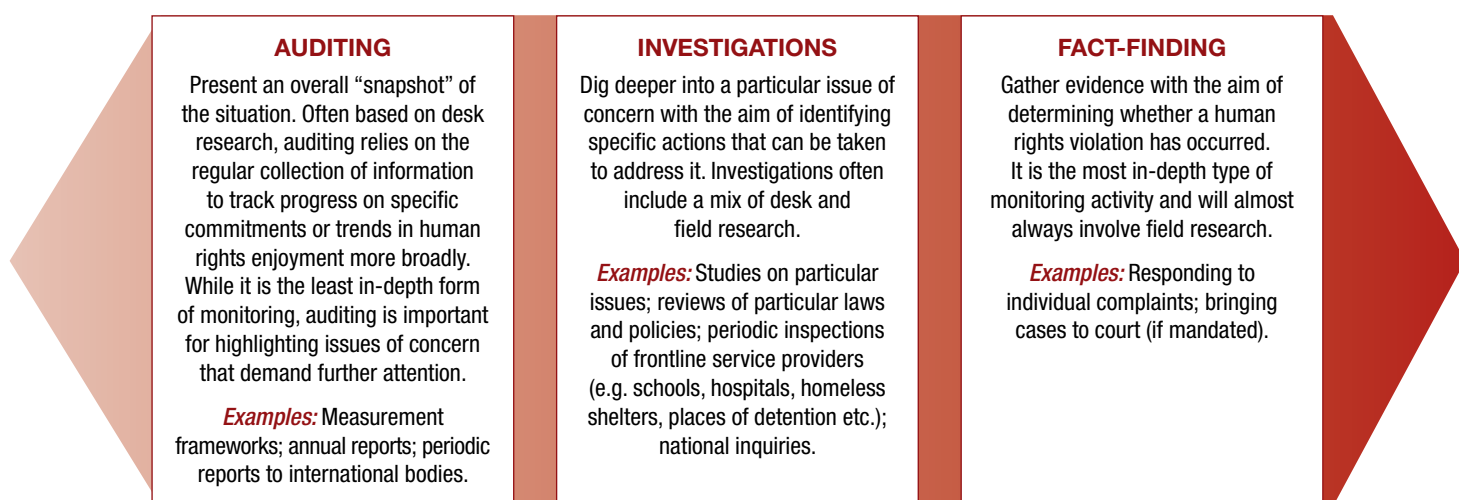 AUDITING
Present an overall “snapshot” of
the situation. Often based on desk
research, auditing relies on the
regular collection of information
to track progress on specific
commitments or trends in human
rights enjoyment more broadly.
While it is the least in-depth form
of monitoring, auditing is important
for highlighting issues of concern
that demand further attention.
Examples: Measurement
frameworks; annual reports; periodic
reports to international bodies.
INVESTIGATIONS
Dig deeper into a particular issue of
concern with the aim of identifying
specific actions that can be taken
to address it. Investigations often
include a mix of desk and
field research.
Examples: Studies on particular
issues; reviews of particular laws
and policies; periodic inspections
of frontline service providers
(e.g. schools, hospitals, homeless
shelters, places of detention etc.);
national inquiries.
FACT-FINDING
Gather evidence with the aim of
determining whether a human
rights violation has occurred.
It is the most in-depth type of
monitoring activity and will almost
always involve field research.
Examples: Responding to
individual complaints; bringing
cases to court (if mandated).